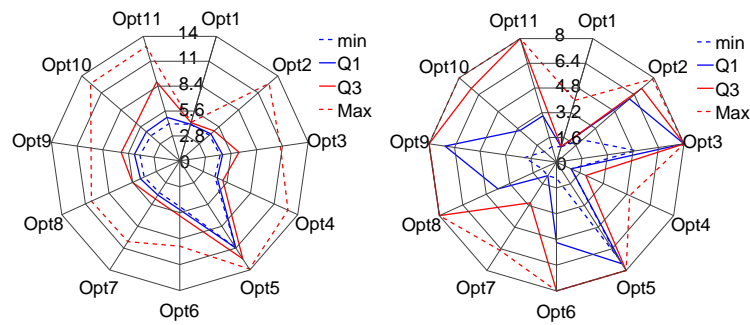 Opt11
14
Opt1
min
Q1
Q3
Max
Opt10
11.2
Opt2
8.4
Opt9
5.6
Opt3
2.8
0
Opt8
Opt4
Opt7
Opt5
Opt6
Opt11
8
Opt1
min
Q1
Q3
Max
Opt10
6.4
Opt2
4.8
Opt9
3.2
Opt3
1.6
0
Opt8
Opt4
Opt7
Opt5
Opt6